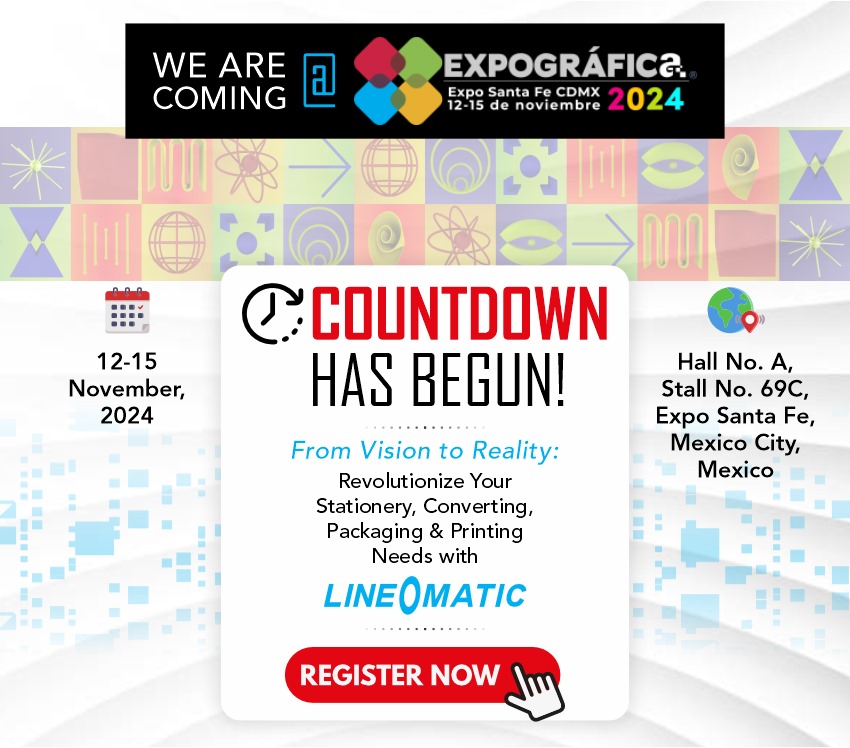 WE ARE
COMING
@
EXPOGRÁFICa®
Expo Santa Fe CDMX
12-15 de noviembre 2024
COUNTDOWN
HAS BEGUN!
12-15
November,
2024
Hall No. A,
Stall No. 69C,
Expo Santa Fe,
Mexico City,
Mexico
From Vision to Reality:
Revolutionize Your
Stationery, Converting,
Packaging & Printing
Needs with
LINEOMATIC
REGISTER NOW